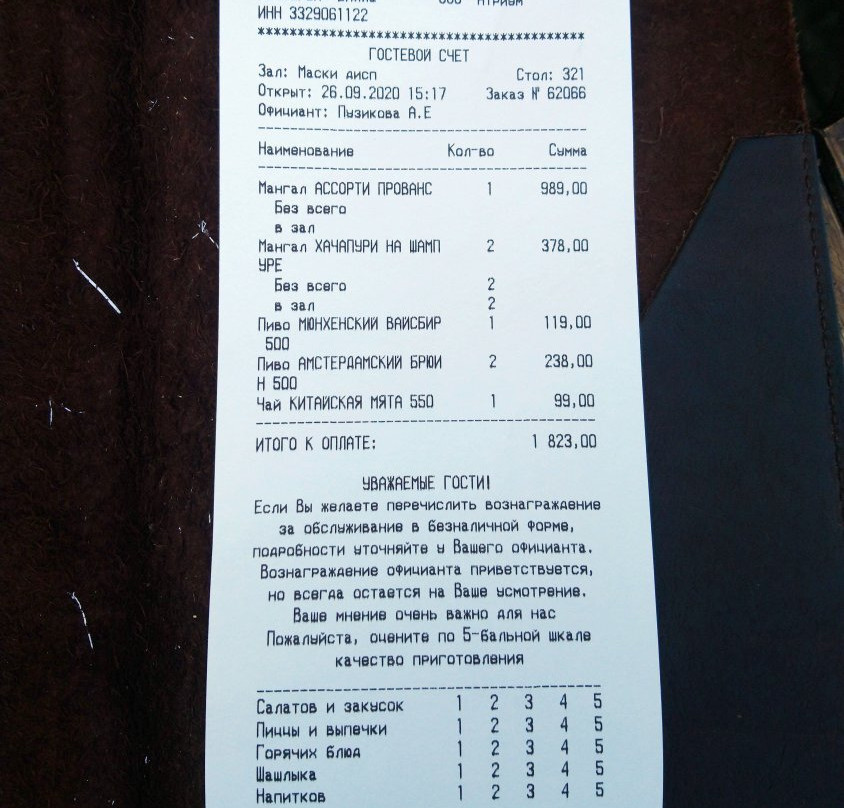 ООО АТРИУМ
ИНН 3329061122
*****************************************
ГОСТЕВОЙ СЧЕТ
Зал: Маски дисп Стол: 321
Открыт: 26.09.2020 15:17 Заказ № 62066
Официант: Пузикова А.Е
Наименование Кол-во Сумма
Мангал АССОРТИ ПРОВАНС 1 989,00
Без всего
в зал
Мангал ХАЧАПУРИ НА ШАМП 2 378,00
УРЕ
Без всего 2
в зал 2
Пиво МЮНХЕНСКИЙ ВАЙСБИР 1 119,00
500
Пиво АМСТЕРДАМСКИЙ БРЮИ 2 238,00
Н 500
Чай КИТАЙСКАЯ МЯТА 550 1 99,00
ИТОГО К ОПЛАТЕ: 1 823,00
УВАЖАЕМЫЕ ГОСТИ!
Если Вы желаете перечислить вознаграждение
за обслуживание в безналичной форме,
подробности уточняйте у Вашего официанта.
Вознаграждение официанта приветствуется,
но всегда остается на Ваше усмотрение.
Ваше мнение очень важно для нас
Пожалуйста, оцените по 5-бальной шкале
качество приготовления
Салатов и закусок 1 2 3 4 5
Пиццы и выпечки 1 2 3 4 5
Горячих блюд 1 2 3 4 5
Шашлыка 1 2 3 4 5
Напитков 1 2 3 4 5